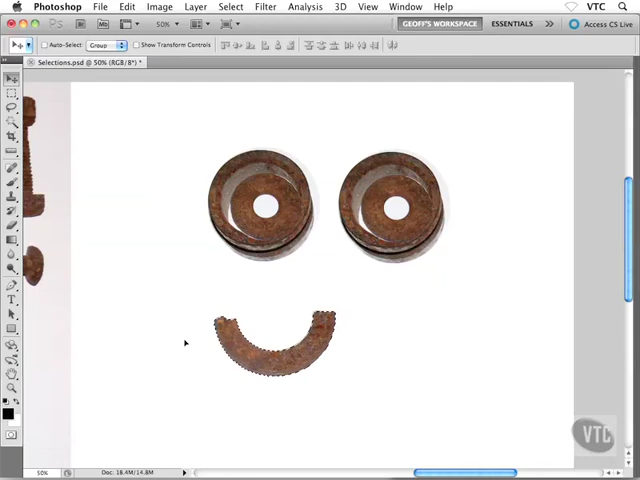 Photoshop File Edit Image Layer Select Filter Analysis 3D View Window Help VTC
50% GEOFF'S WORKSPACE ESSENTIALS >> Access CS Live
Auto-Select: Group Show Transform Controls
Selections.psd @ 50% (RGB/8*) *
VTC
50% Doc: 18.4M/14.8M